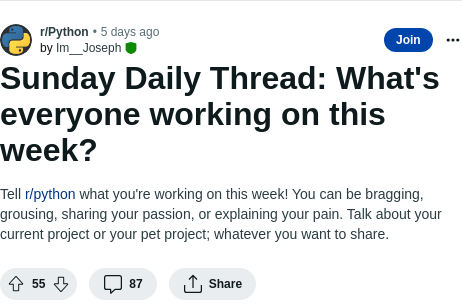 r/Python • 5 days ago
by Im__Joseph
Join
Sunday Daily Thread: What's
everyone working on this
week?
Tell r/python what you're working on this week! You can be bragging,
grousing, sharing your passion, or explaining your pain. Talk about your
current project or your pet project; whatever you want to share.
55
87
Share